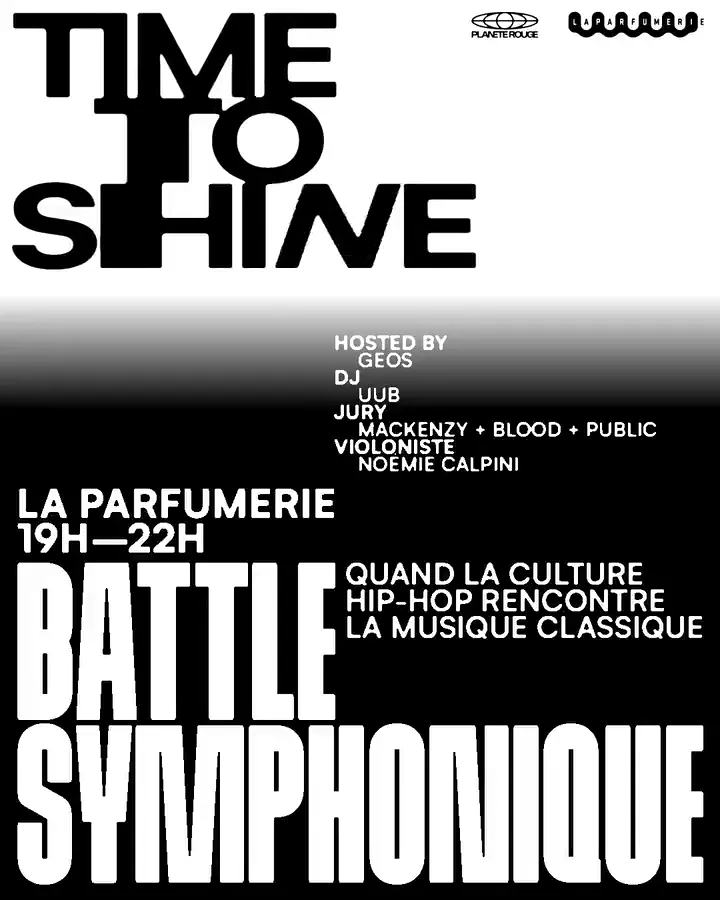 TIME
TO
SHINE
PLANETE ROUGE
LAPARFUMERIE
HOSTED BY
GEOS
DJ
UUB
JURY
MACKENZY + BLOOD + PUBLIC
VIOLONISTE
NOÉMIE CALPINI
LA PARFUMERIE
19H—22H
BATTLE
QUAND LA CULTURE
HIP-HOP RENCONTRE
LA MUSIQUE CLASSIQUE
SYMPHONIQUE